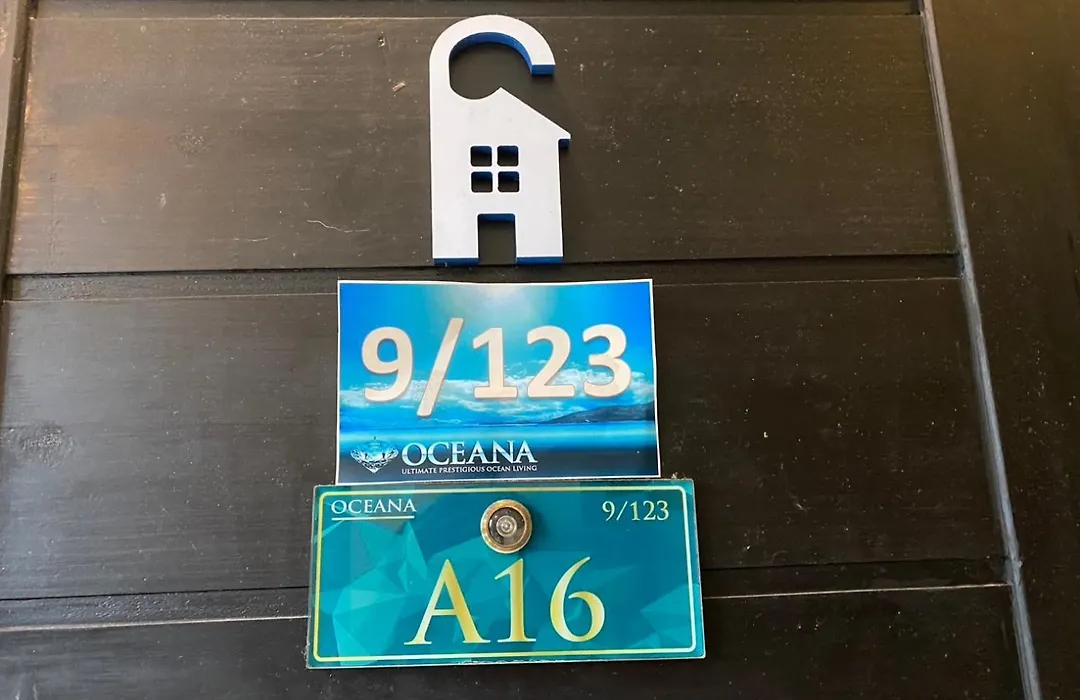 9/123
OCEANA
ULTIMATE PRESTIGIOUS OCEAN LIVING
OCEANA 9/123
A16